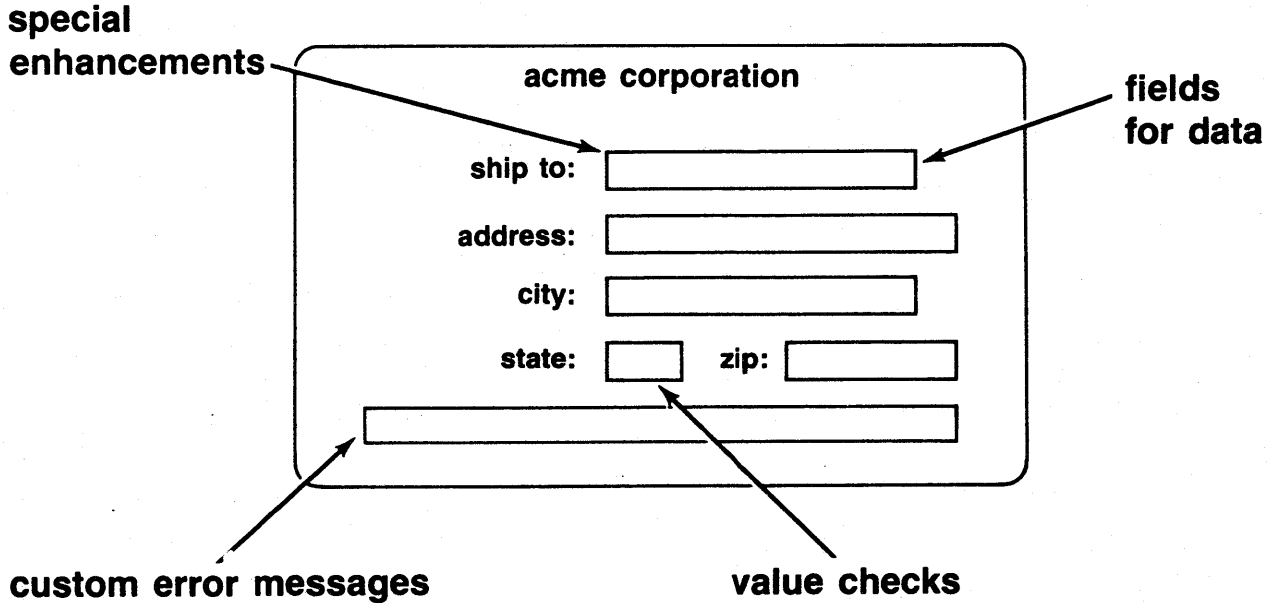 special
enhancements
acme corporation
fields
for data
ship to:
address:
city:
state: zip:
custom error messages
value checks